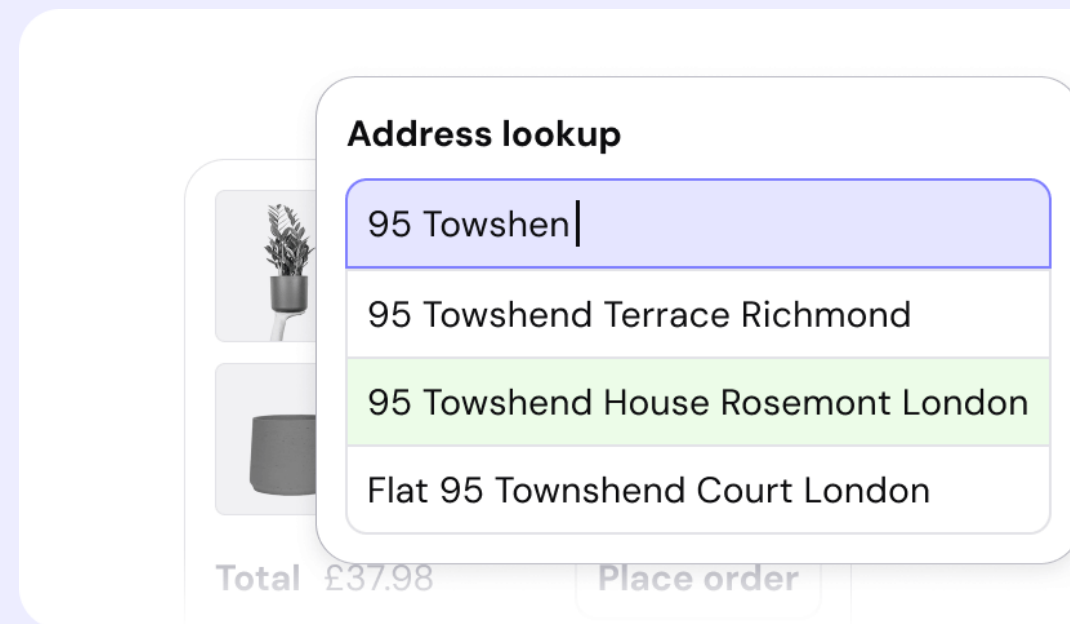 Address lookup
95 Towshen
95 Towshend Terrace Richmond
95 Towshend House Rosemont London
Flat 95 Townshend Court London
Total £37.98
Place order